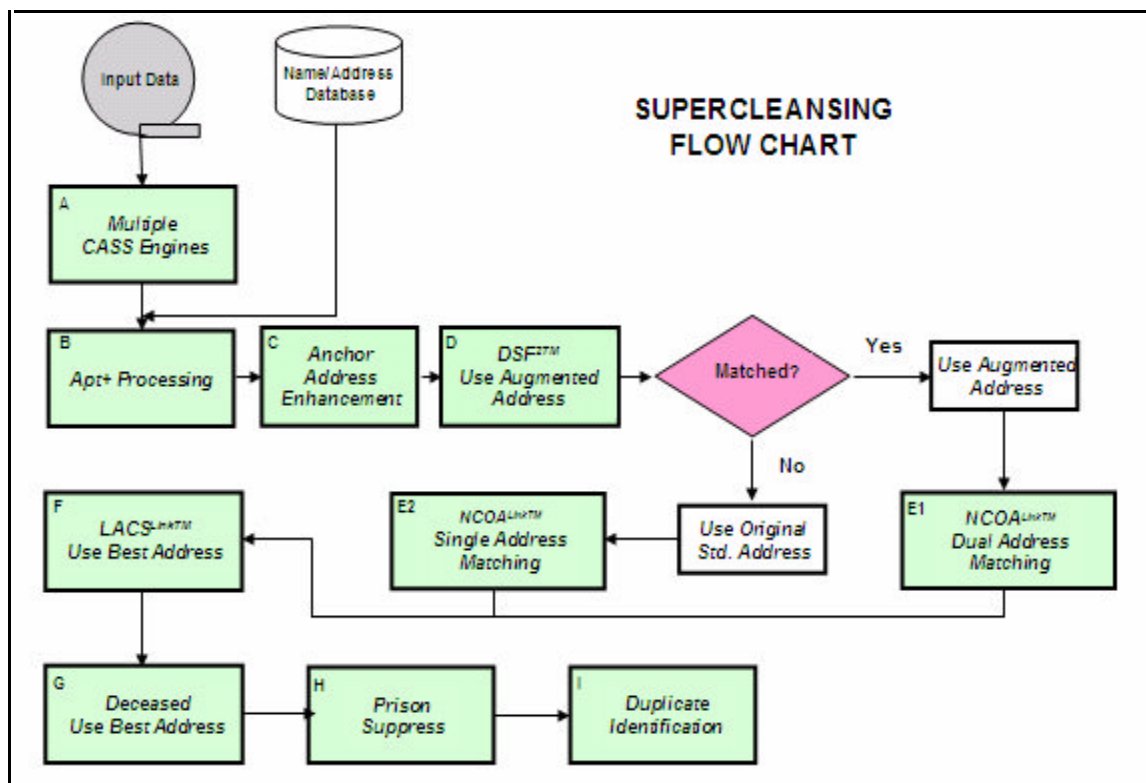 Input Data
Name/Address
Database
SUPERCLEANSING
FLOW CHART
A
Multiple
CASS Engines
B
Apt+ Processing
C
Anchor
Address
Enhancement
D
DSF2TM
Use Augmented
Address
Matched?
Yes
Use Augmented
Address
No
F
LACSLinkTM
Use Best Address
E2
NCOALinkTM
Single Address
Matching
Use Original
Std. Address
E1
NCOALinkTM
Dual Address
Matching
G
Deceased
Use Best Address
H
Prison
Suppress
I
Duplicate
Identification